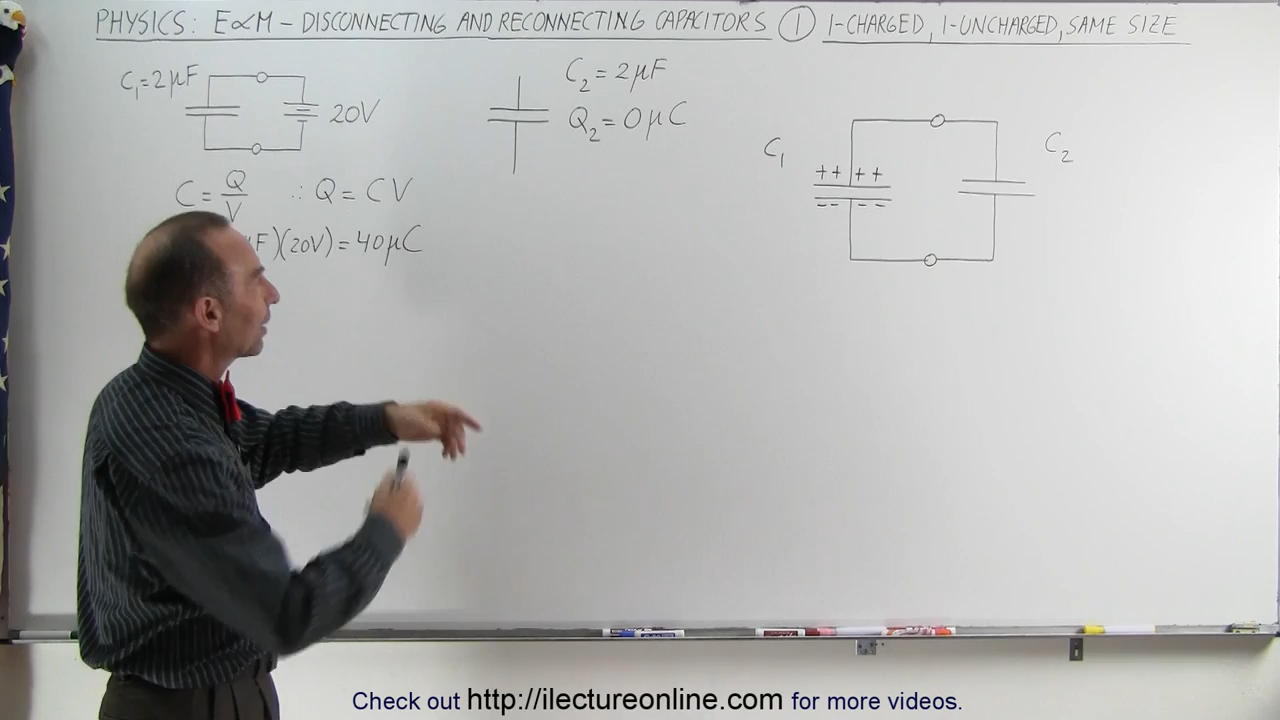 PHYSICS: E∝M – DISCONNECTING AND RECONNECTING CAPACITORS ① 1-CHARGED, 1-UNCHARGED, SAME SIZE
C₁=2μF
20V
C₂=2μF
Q₂=0μC
C₁
C₂
++ ++
-- --
C = Q/V ∴ Q = CV
F)(20V) = 40μC
Check out http://ilectureonline.com for more videos.